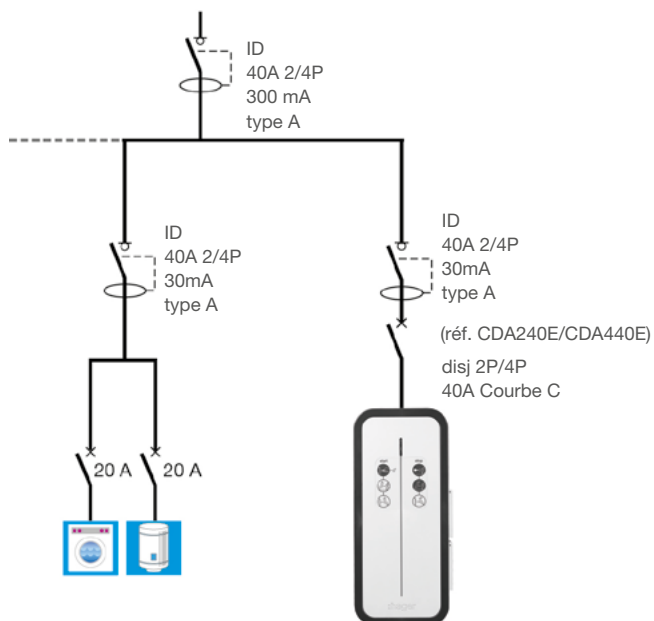 ID
40A 2/4P
300 mA
type A
ID
40A 2/4P
30mA
type A
ID
40A 2/4P
30mA
type A
(réf. CDA240E/CDA440E)
disj 2P/4P
40A Courbe C
20 A
20 A
:hager